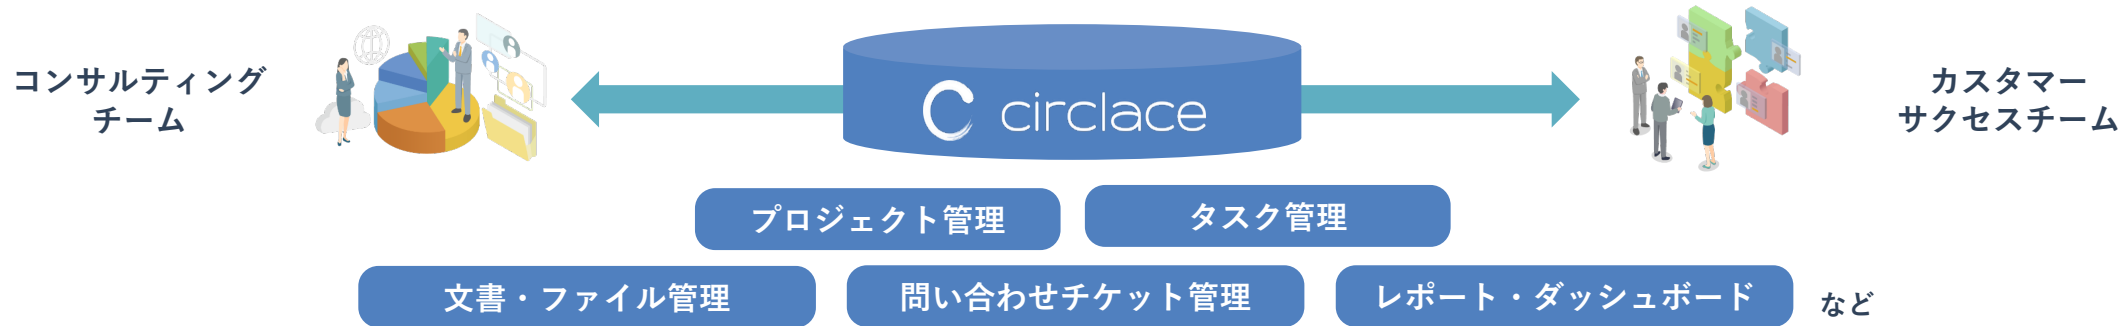 コンサルティング
チーム
circlace
カスタマー
サクセスチーム
プロジェクト管理
タスク管理
文書・ファイル管理
問い合わせチケット管理
レポート・ダッシュボード
など